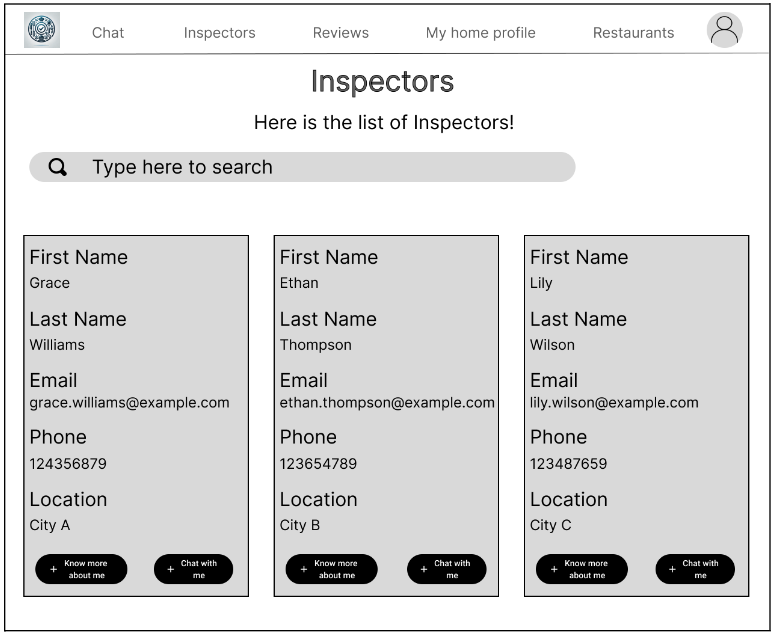 Chat Inspectors Reviews My home profile Restaurants
Inspectors
Here is the list of Inspectors!
Type here to search
First Name
Grace
Last Name
Williams
Email
grace.williams@example.com
Phone
124356879
Location
City A
+ Know more
about me
+ Chat with
me
First Name
Ethan
Last Name
Thompson
Email
ethan.thompson@example.com
Phone
123654789
Location
City B
+ Know more
about me
+ Chat with
me
First Name
Lily
Last Name
Wilson
Email
lily.wilson@example.com
Phone
123487659
Location
City C
+ Know more
about me
+ Chat with
me